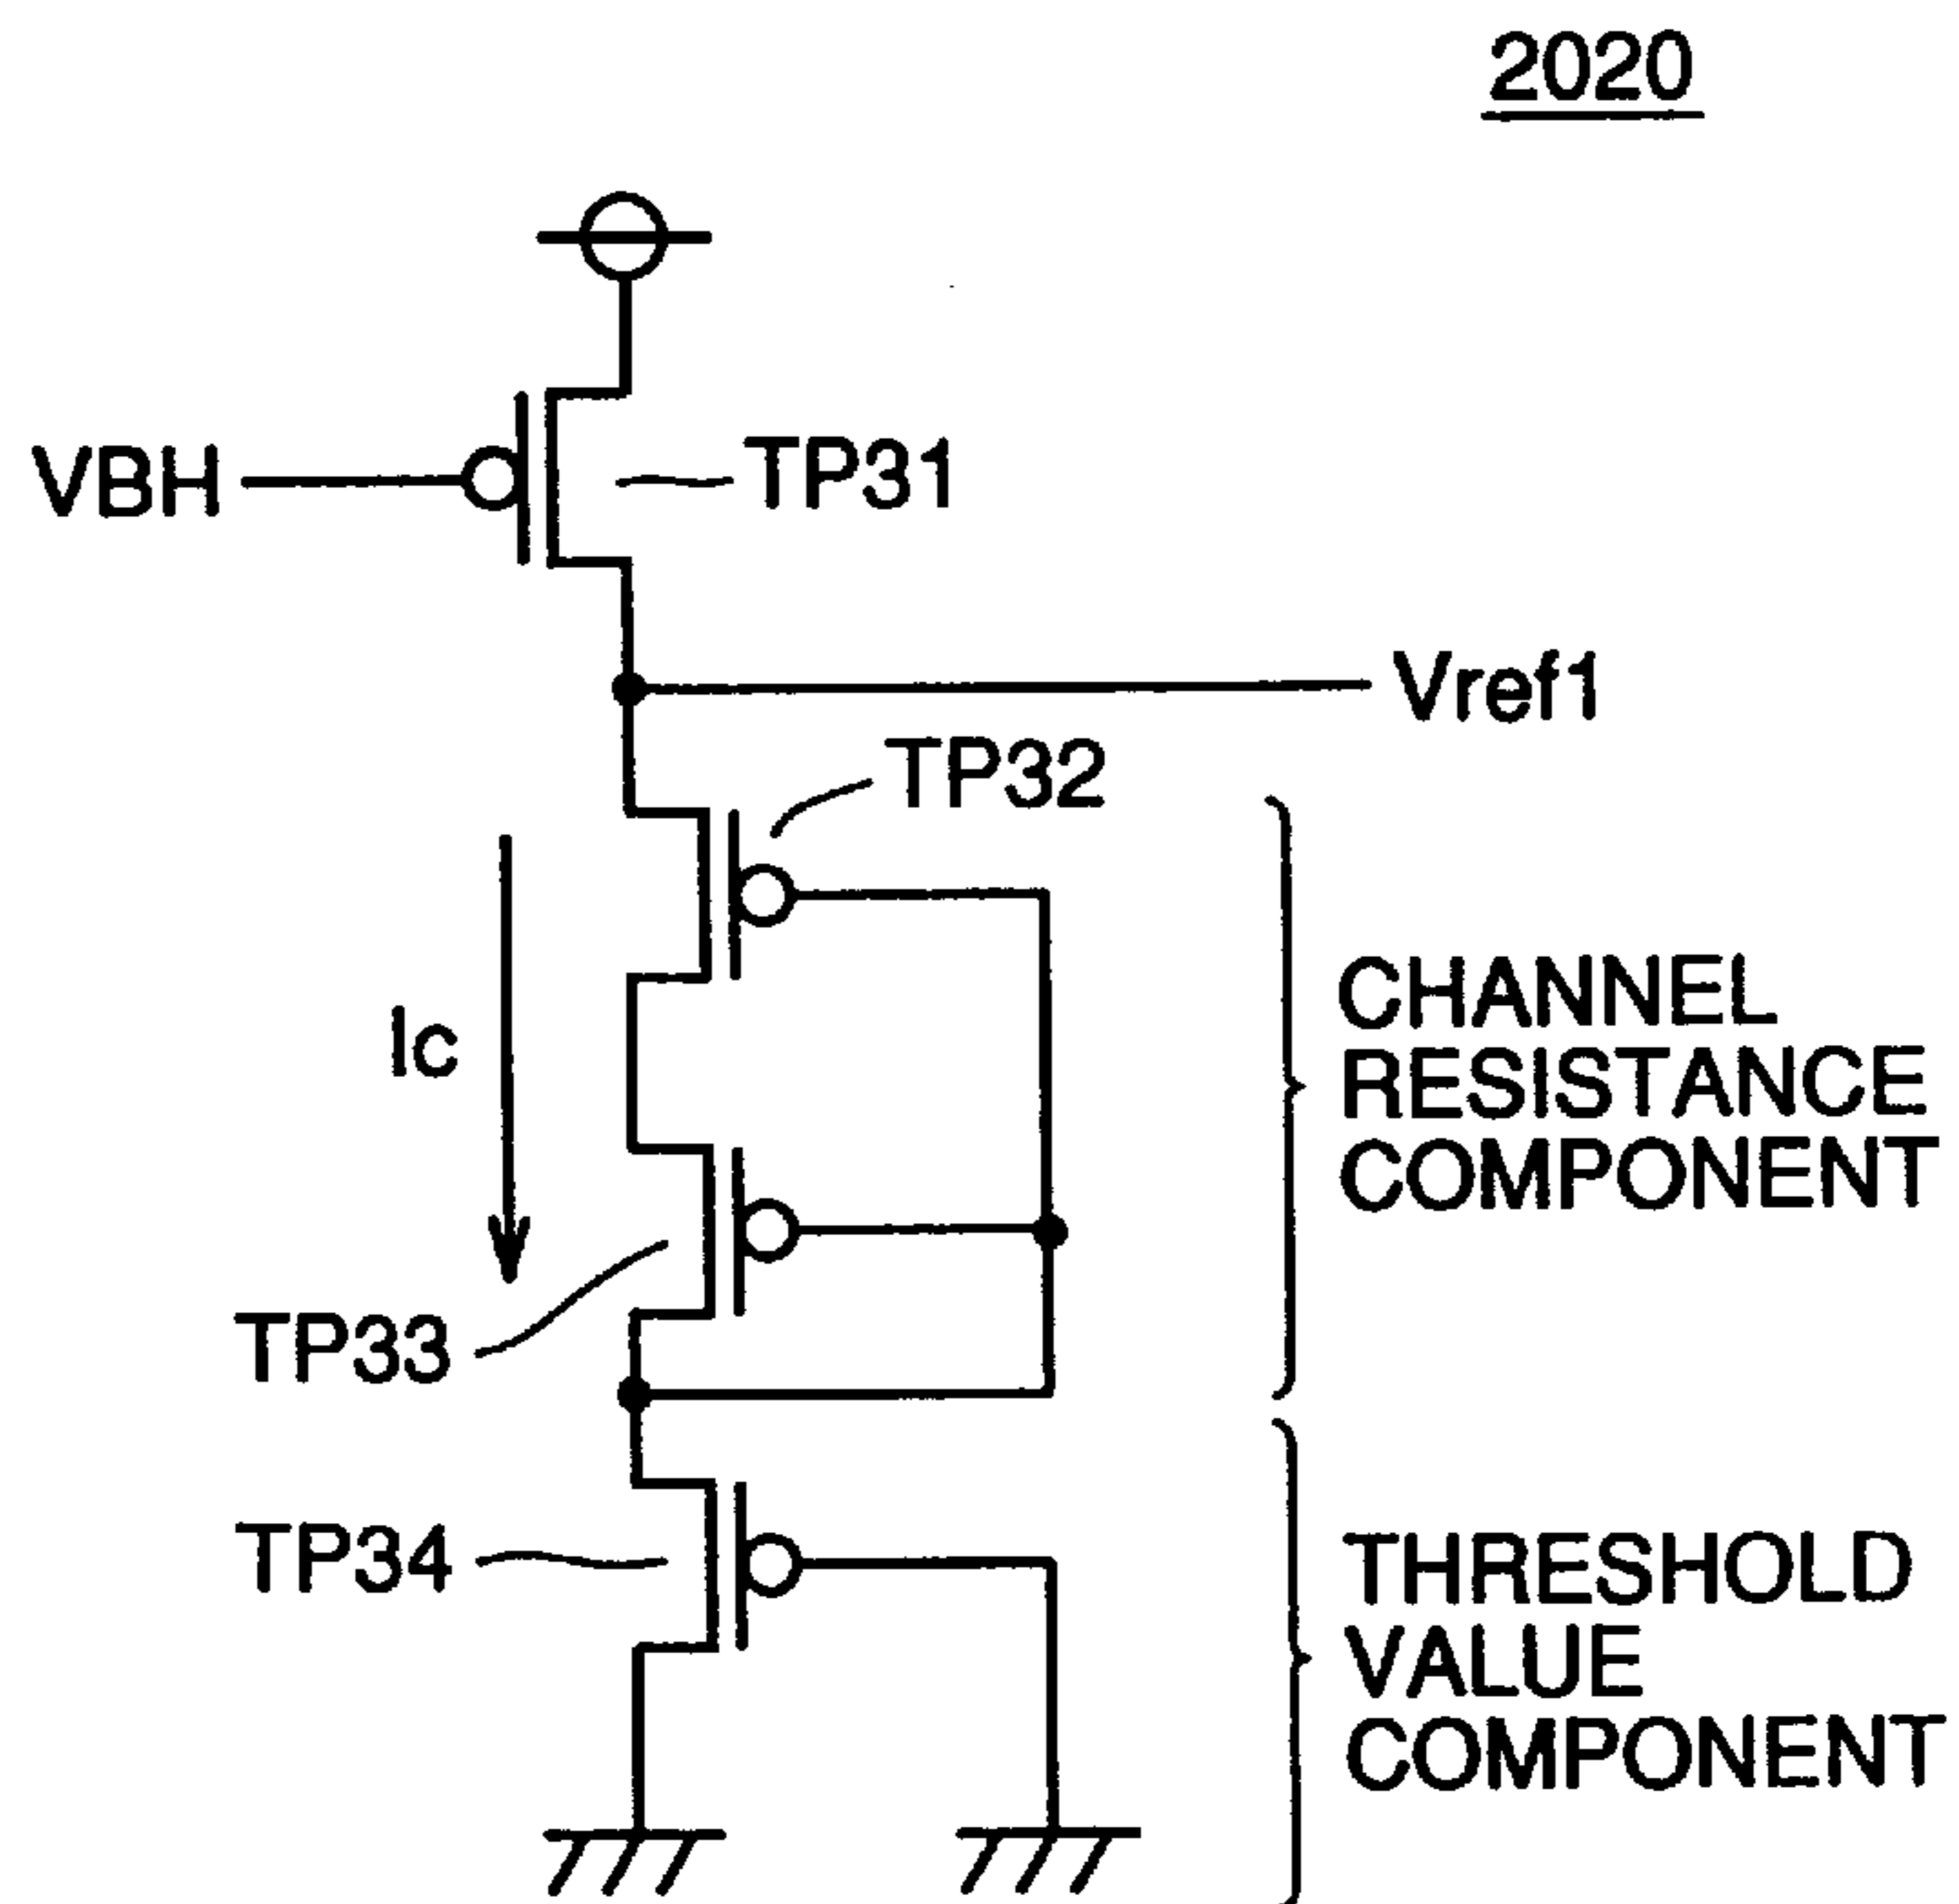 2020
VBH
TP31
Vref1
TP32
CHANNEL
RESISTANCE
COMPONENT
Ic
TP33
TP34
THRESHOLD
VALUE
COMPONENT